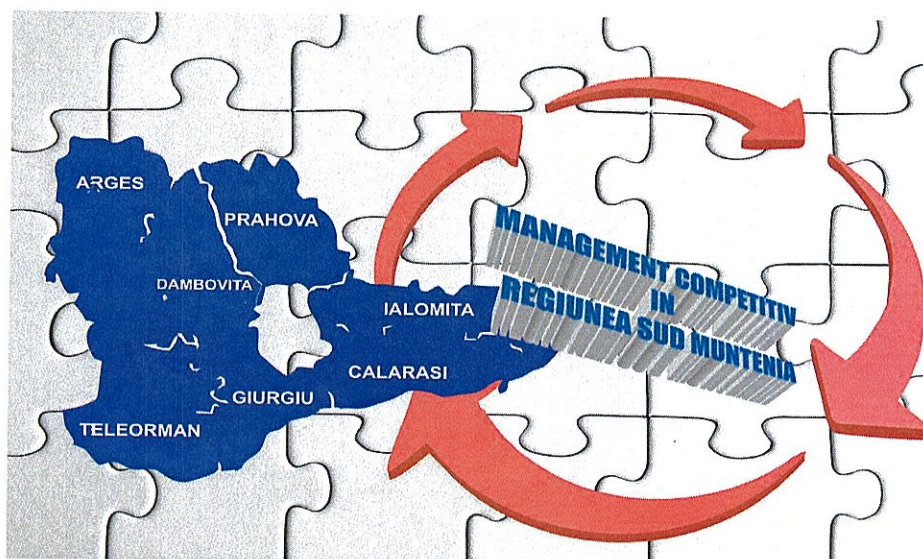 ARGES
PRAHOVA
DAMBOVITA
IALOMITA
CALARASI
GIURGIU
TELEORMAN
MANAGEMENT COMPETITIV
IN
REGIUNEA SUD MUNTENIA